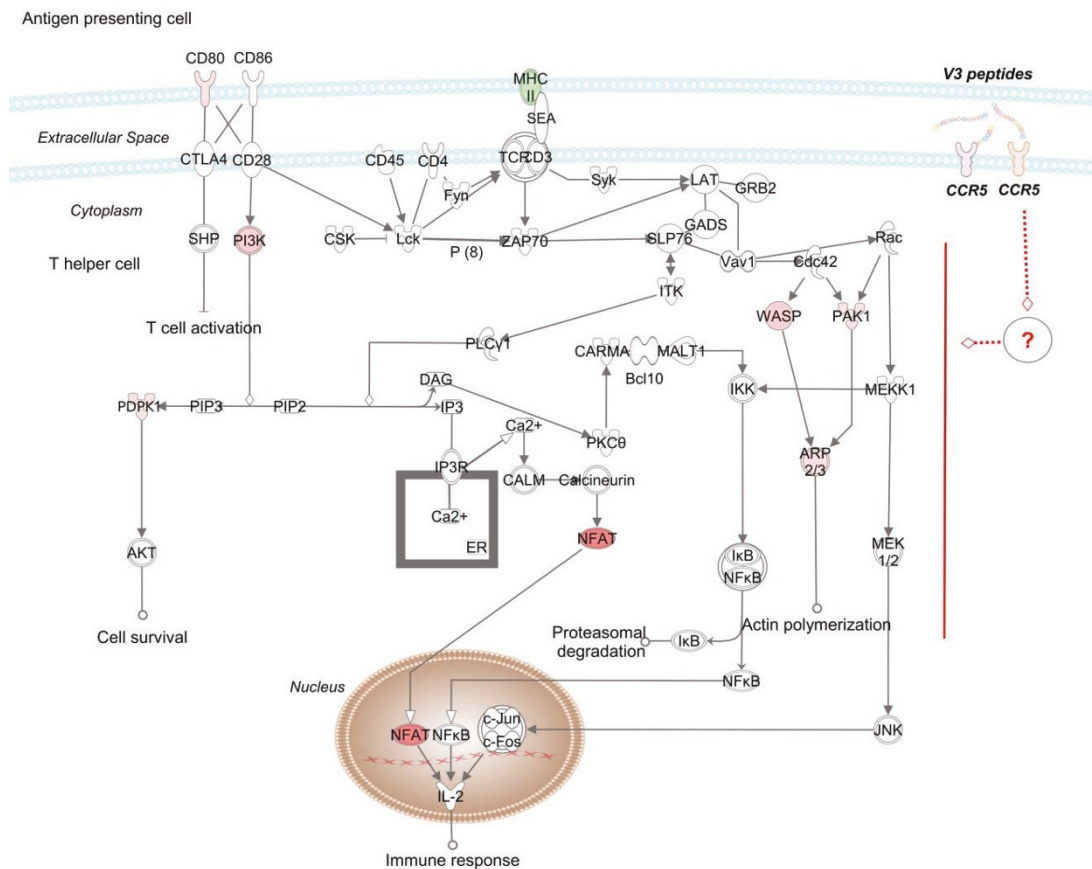 Antigen presenting cell
CD80
CD86
MHC
II
V3 peptides
SEA
Extracellular Space
CTLA4
CD28
CD45
CD4
TCR
CD3
Fyn
Syk
LAT
GRB2
CCR5
CCR5
Cytoplasm
SHP
PI3K
CSK
Lck
P (8)
ZAP70
SLP76
GADS
Vav1
Cdc42
Rac
T helper cell
ITK
WASP
PAK1
?
T cell activation
PLCγ1
CARMA
Bcl10
MALT1
IKK
MEKK1
DAG
PDPK1
PIP3
PIP2
IP3
Ca2+
PKCθ
IP3R
CALM
Calcineurin
ARP
2/3
Ca2+
ER
NFAT
AKT
IκB
NFκB
MEK
1/2
Cell survival
Proteasomal
degradation
IκB
Actin polymerization
Nucleus
NFκB
NFAT
NFκB
c-Jun
c-Fos
JNK
IL-2
Immune response